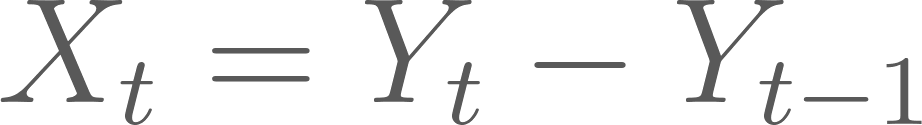 X_t = Y_t − Y_{t−1}